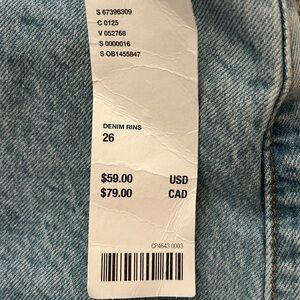 S 67396309
C 0125
V 052768
S 0000016
S OB1455847
DENIM RINS
26
$59.00 USD
$79.00 CAD
CP4643 0003